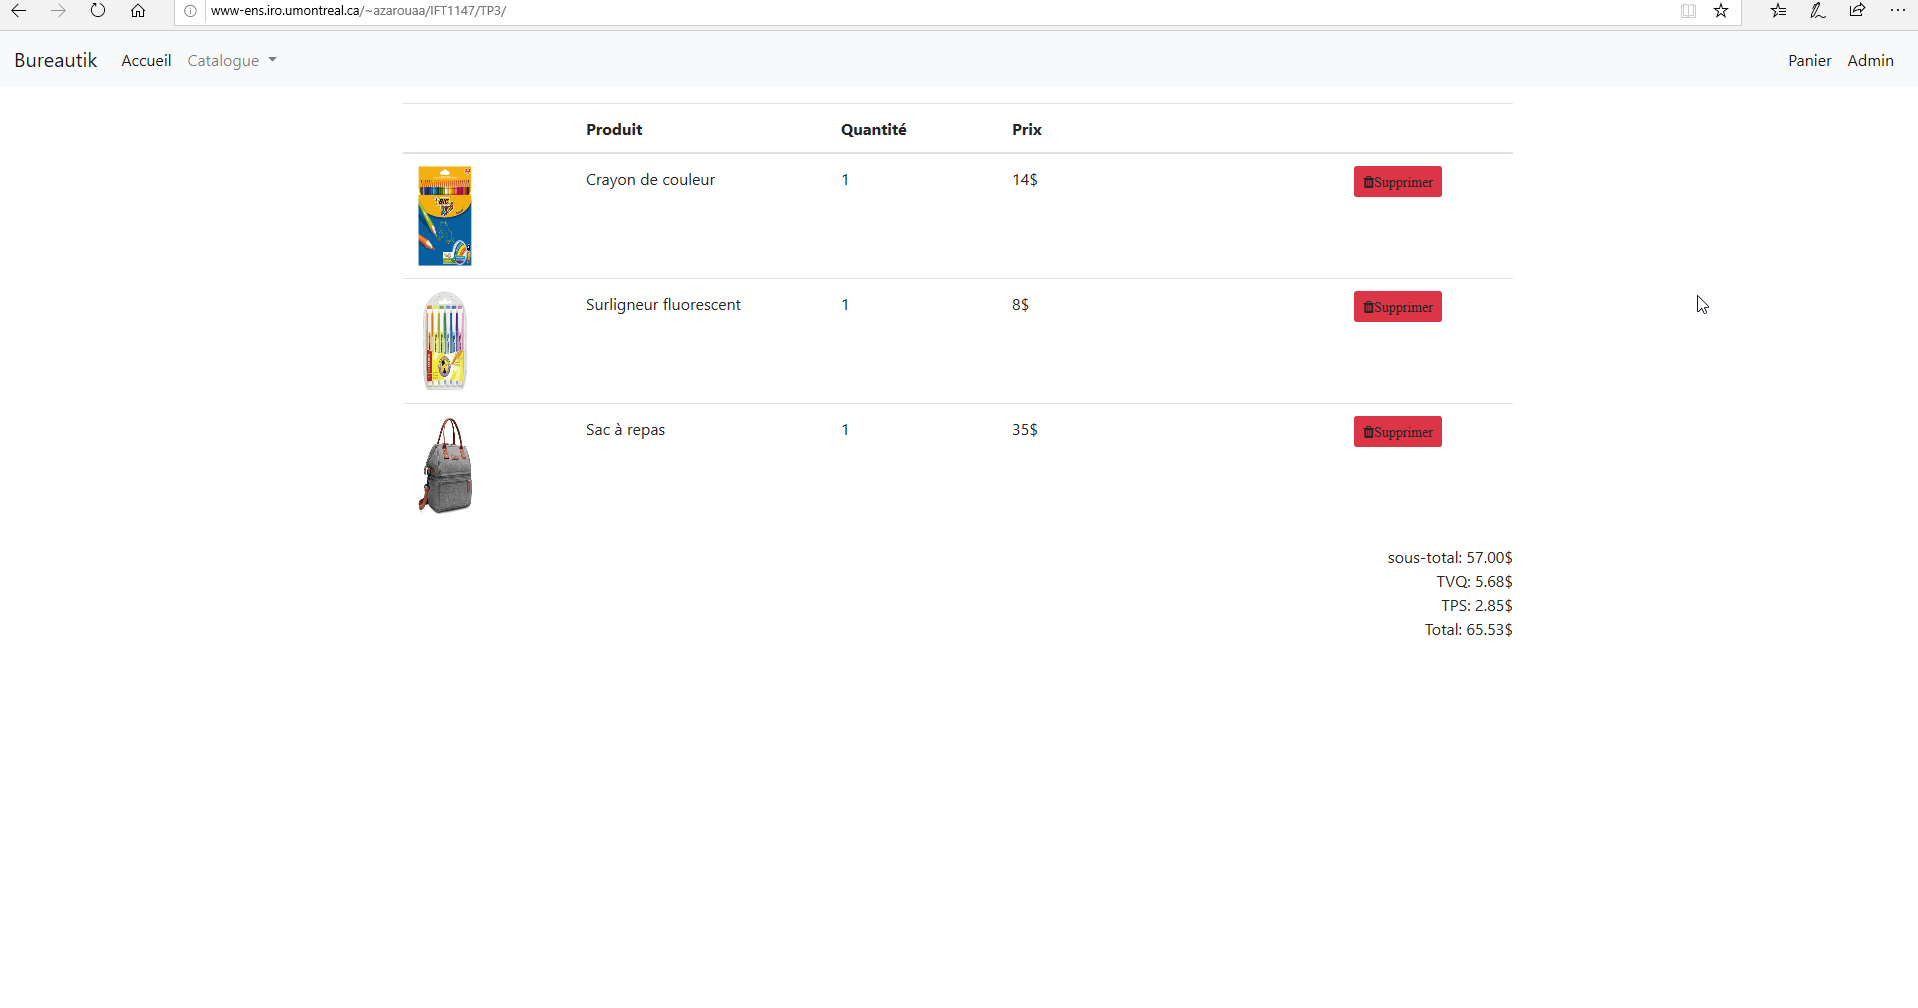 www-ens.iro.umontreal.ca/~azarouaa/IFT1147/TP3/
Bureautik Accueil Catalogue Panier Admin
Produit Quantité Prix
Crayon de couleur 1 14$ Supprimer
BIC
Surligneur fluorescent 1 8$ Supprimer
Sac à repas 1 35$ Supprimer
sous-total: 57.00$
TVQ: 5.68$
TPS: 2.85$
Total: 65.53$